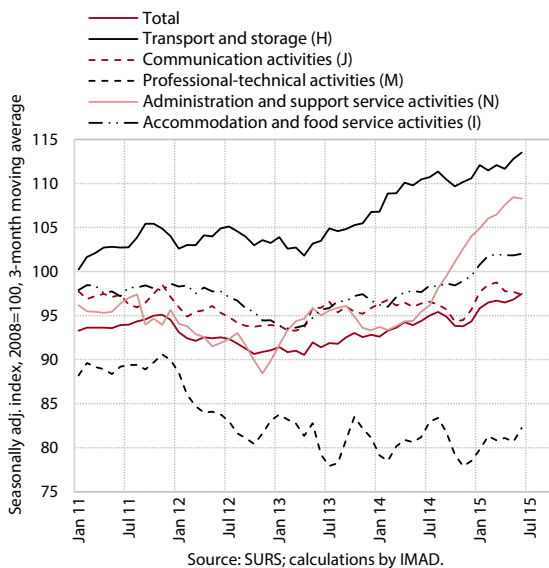 Total
Transport and storage (H)
Communication activities (J)
Professional-technical activities (M)
Administration and support service activities (N)
Accommodation and food service activities (I)
Seasonally adj. index, 2008=100, 3-month moving average
115
110
105
100
95
90
85
80
75
Jan 11
Jul 11
Jan 12
Jul 12
Jan 13
Jul 13
Jan 14
Jul 14
Jan 15
Jul 15
Source: SURS; calculations by IMAD.